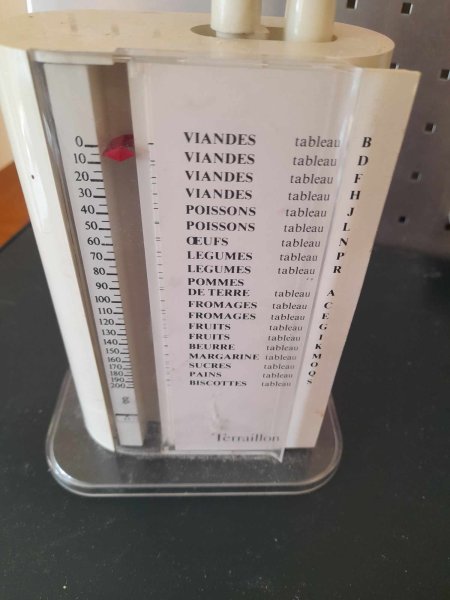 0
10
20
30
40
50
60
70
80
90
100
110
120
130
140
150
160
170
180
190
200
g
VIANDES tableau B
VIANDES tableau D
VIANDES tableau F
VIANDES tableau H
POISSONS tableau J
POISSONS tableau L
ŒUFS tableau N
LEGUMES tableau P
LEGUMES tableau R
POMMES
DE TERRE tableau A
FROMAGES tableau C
FROMAGES tableau E
FRUITS tableau G
FRUITS tableau I
BEURRE tableau K
MARGARINE tableau M
SUCRES tableau O
PAINS tableau Q
BISCOTTES tableau S
Terraillon